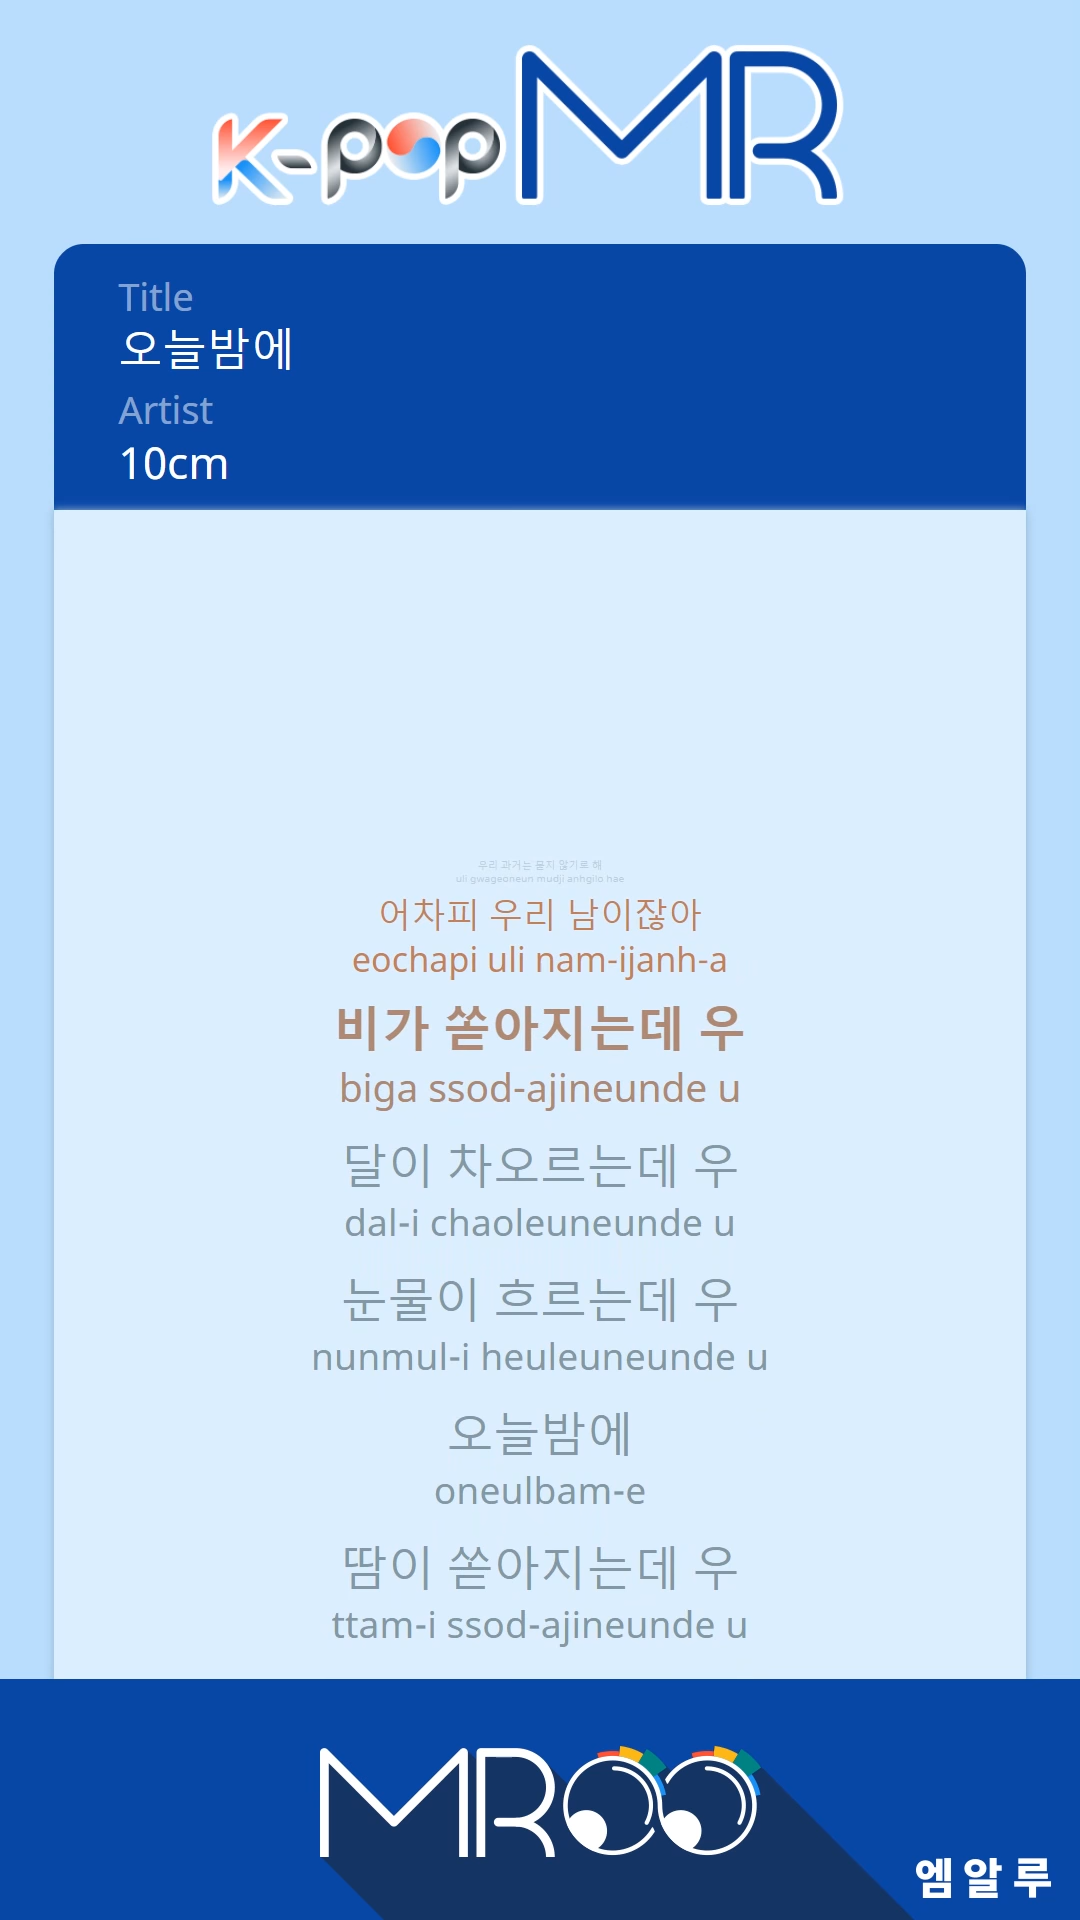 K-pop MR
Title
오늘밤에
Artist
10cm
우리 과거는 묻지 않기로 해
uli gwageoneun mudji anhgilo hae
어차피 우리 남이잖아
eochapi uli nam-ijanh-a
비가 쏟아지는데 우
biga ssod-ajineunde u
달이 차오르는데 우
dal-i chaoleuneunde u
눈물이 흐르는데 우
nunmul-i heuleuneunde u
오늘밤에
oneulbam-e
땀이 쏟아지는데 우
ttam-i ssod-ajineunde u
MROO
엠알루